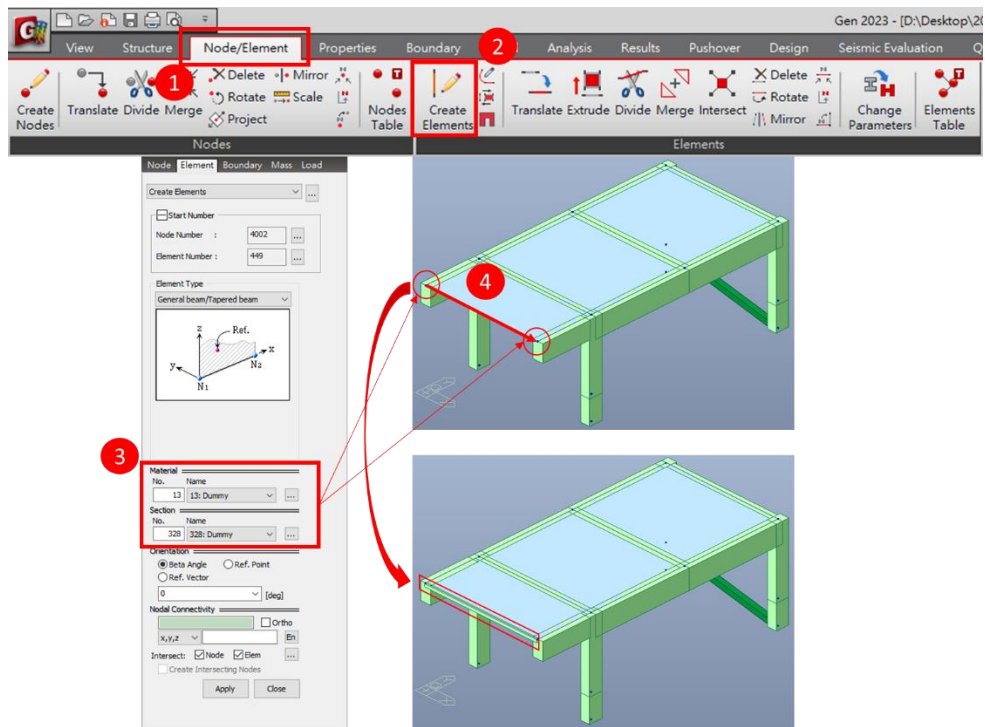 Gen 2023 - [D:\Desktop\20
View Structure Node/Element Properties Boundary 2 Analysis Results Pushover Design Seismic Evaluation Q
1
Create Nodes
Translate Divide Merge
Delete Mirror
Rotate Scale
Project
Nodes Table
Create Elements
Translate Extrude Divide Merge Intersect
Delete
Rotate
Mirror
Change Parameters
Elements Table
Nodes Elements
Node Element Boundary Mass Load
Create Elements ...
Start Number
Node Number : 4002 ...
Element Number : 449 ...
Element Type
General beam/Tapered beam
z Ref.
x
y
N2
N1
3
Material
No. Name
13 13: Dummy ...
Section
No. Name
328 328: Dummy ...
Orientation
Beta Angle Ref. Point
Ref. Vector
0 [deg]
Nodal Connectivity
Ortho
x,y,z En
Intersect: Node Elem ...
Create Intersecting Nodes
Apply Close
4